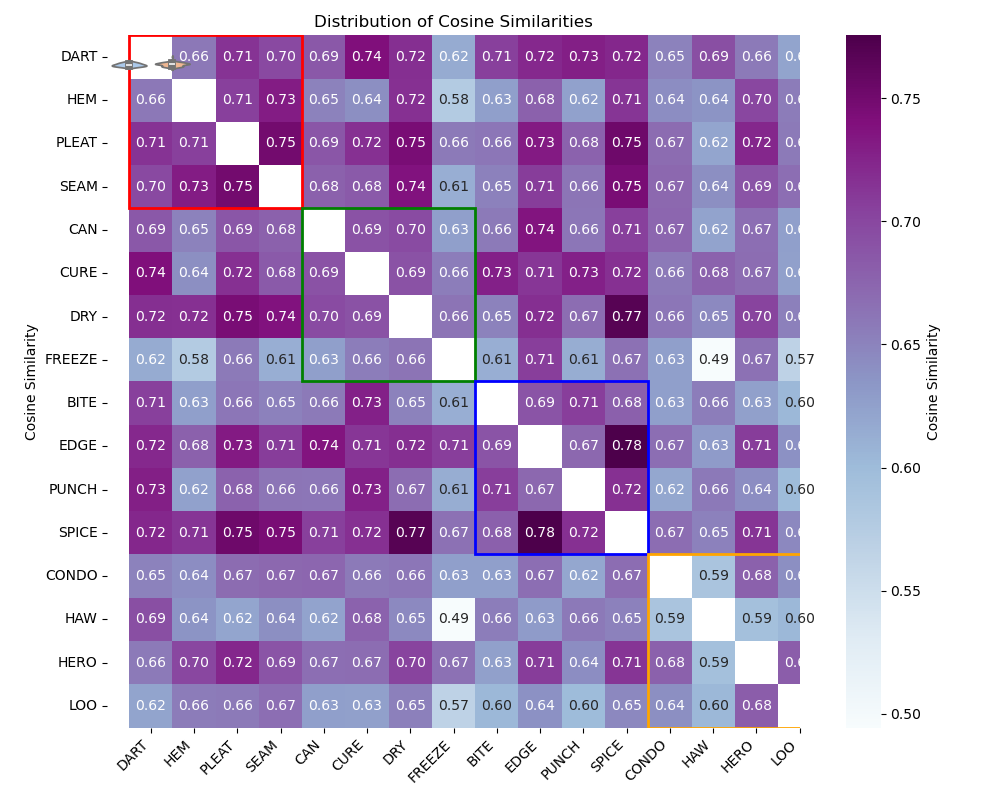 Distribution of Cosine Similarities
DART 0.66 0.71 0.70 0.69 0.74 0.72 0.62 0.71 0.72 0.73 0.72 0.65 0.69 0.66
HEM 0.66 0.71 0.73 0.65 0.64 0.72 0.58 0.63 0.68 0.62 0.71 0.64 0.64 0.70
PLEAT 0.71 0.71 0.75 0.69 0.72 0.75 0.66 0.66 0.73 0.68 0.75 0.67 0.62 0.72
SEAM 0.70 0.73 0.75 0.68 0.68 0.74 0.61 0.65 0.71 0.66 0.75 0.67 0.64 0.69
CAN 0.69 0.65 0.69 0.68 0.69 0.70 0.63 0.66 0.74 0.66 0.71 0.67 0.62 0.67
CURE 0.74 0.64 0.72 0.68 0.69 0.69 0.66 0.73 0.71 0.73 0.72 0.66 0.68 0.67
DRY 0.72 0.72 0.75 0.74 0.70 0.69 0.66 0.65 0.72 0.67 0.77 0.66 0.65 0.70
FREEZE 0.62 0.58 0.66 0.61 0.63 0.66 0.66 0.61 0.71 0.61 0.67 0.63 0.49 0.67 0.57
BITE 0.71 0.63 0.66 0.65 0.66 0.73 0.65 0.61 0.69 0.71 0.68 0.63 0.66 0.63 0.60
EDGE 0.72 0.68 0.73 0.71 0.74 0.71 0.72 0.71 0.69 0.67 0.78 0.67 0.63 0.71
PUNCH 0.73 0.62 0.68 0.66 0.66 0.73 0.67 0.61 0.71 0.67 0.72 0.62 0.66 0.64 0.60
SPICE 0.72 0.71 0.75 0.75 0.71 0.72 0.77 0.67 0.68 0.78 0.72 0.67 0.65 0.71
CONDO 0.65 0.64 0.67 0.67 0.67 0.66 0.66 0.63 0.63 0.67 0.62 0.67 0.59 0.68
HAW 0.69 0.64 0.62 0.64 0.62 0.68 0.65 0.49 0.66 0.63 0.66 0.65 0.59 0.59 0.60
HERO 0.66 0.70 0.72 0.69 0.67 0.67 0.70 0.67 0.63 0.71 0.64 0.71 0.68 0.59
LOO 0.62 0.66 0.66 0.67 0.63 0.63 0.65 0.57 0.60 0.64 0.60 0.65 0.64 0.60 0.68
DART HEM PLEAT SEAM CAN CURE DRY FREEZE BITE EDGE PUNCH SPICE CONDO HAW HERO LOO
Cosine Similarity
0.75
0.70
0.65
0.60
0.55
0.50
Cosine Similarity